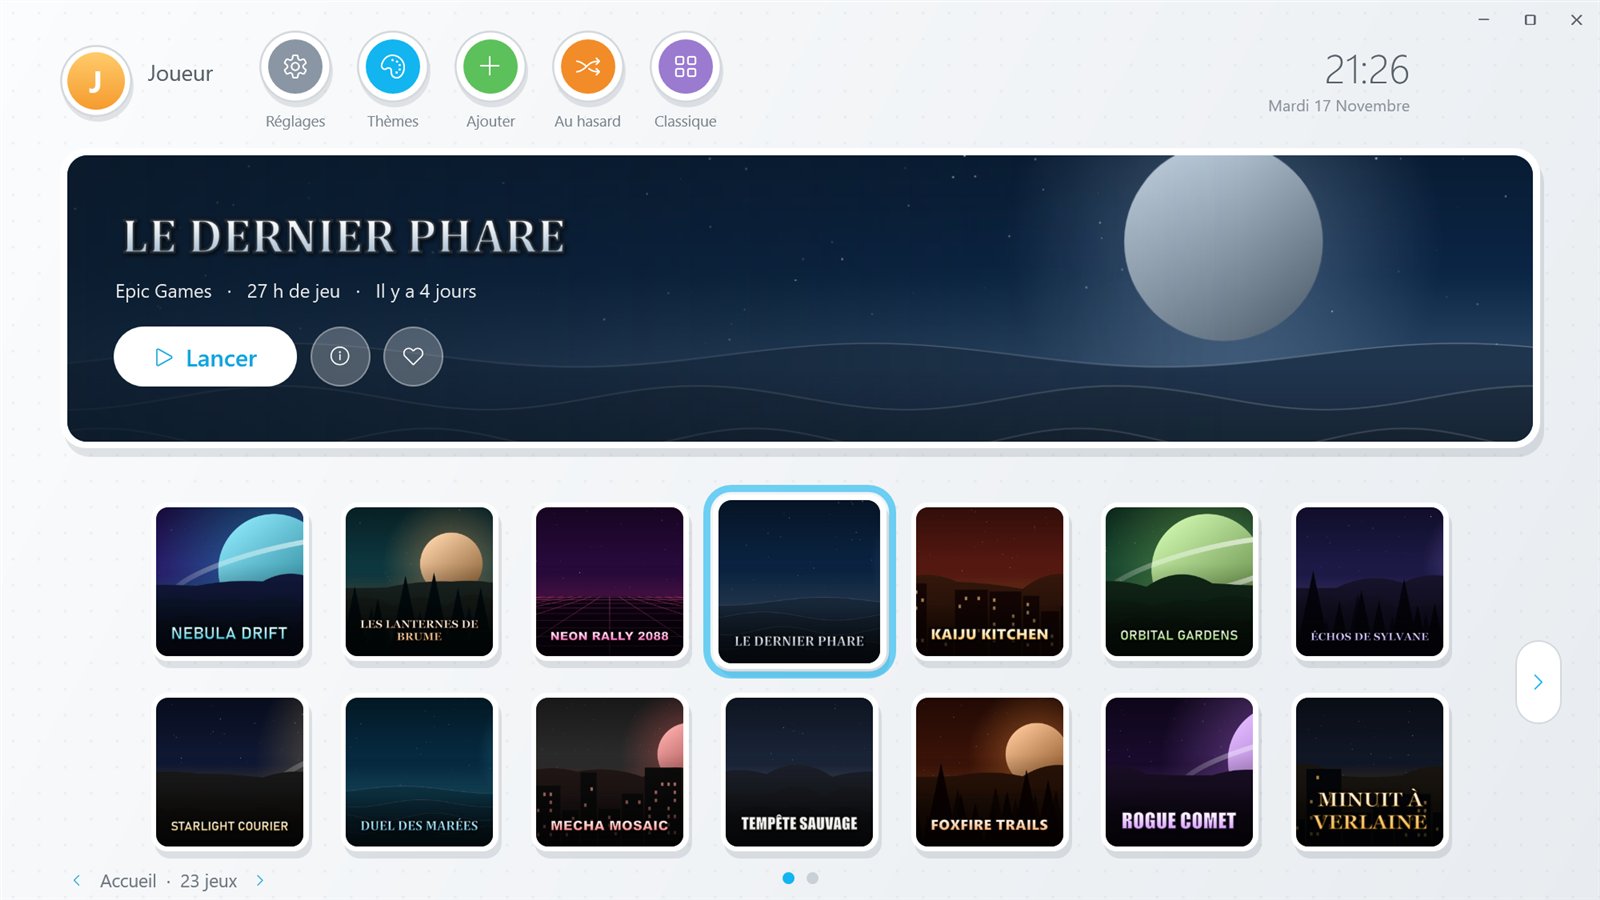 J
Joueur
Réglages
Thèmes
Ajouter
Au hasard
Classique
21:26
Mardi 17 Novembre
LE DERNIER PHARE
Epic Games · 27 h de jeu · Il y a 4 jours
Lancer
NEBULA DRIFT
LES LANTERNES DE
BRUME
NEON RALLY 2088
LE DERNIER PHARE
KAIJU KITCHEN
ORBITAL GARDENS
ÉCHOS DE SYLVANE
STARLIGHT COURIER
DUEL DES MARÉES
MECHA MOSAIC
TEMPÊTE SAUVAGE
FOXFIRE TRAILS
ROGUE COMET
MINUIT À
VERLAINE
Accueil · 23 jeux